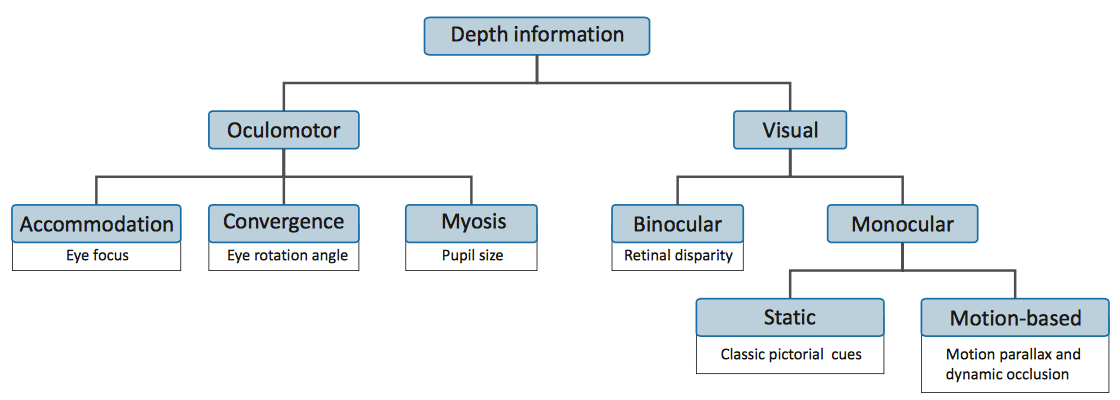 Depth information
Oculomotor
Visual
Accommodation
Eye focus
Convergence
Eye rotation angle
Myosis
Pupil size
Binocular
Retinal disparity
Monocular
Static
Classic pictorial cues
Motion-based
Motion parallax and
dynamic occlusion